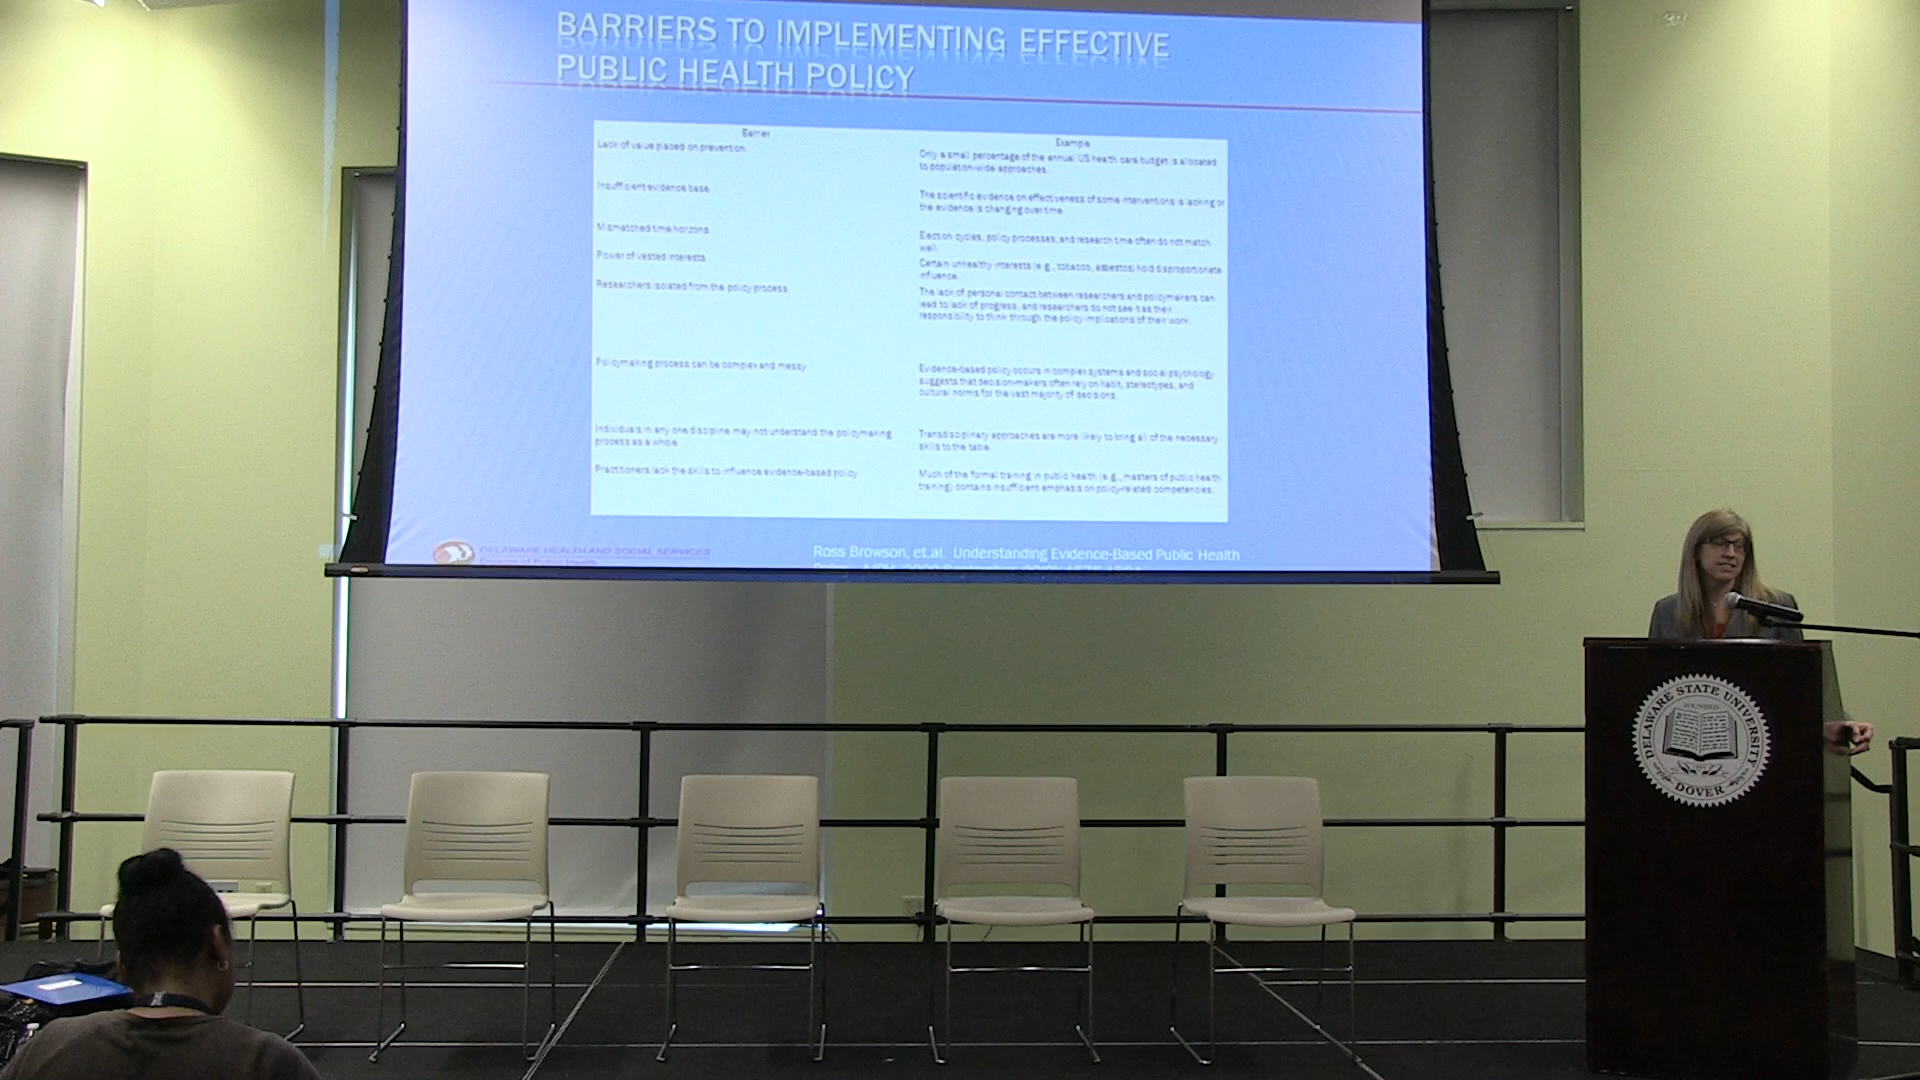 BARRIERS TO IMPLEMENTING EFFECTIVE
PUBLIC HEALTH POLICY
Barrier
Example
Lack of value placed on prevention
Only a small percentage of the annual US health care budget is allocated
to population-wide approaches.
Insufficient evidence base
The scientific evidence on effectiveness of some interventions is lacking or
the evidence is changing over time.
Mismatched time horizons
Election cycles, policy processes, and research time often do not match
well.
Power of vested interests
Certain unhealthy interests (e.g., tobacco, asbestos) hold disproportionate
influence.
Researchers isolated from the policy process
The lack of personal contact between researchers and policymakers can
lead to lack of progress, and researchers do not see it as their
responsibility to think through the policy implications of their work.
Policymaking process can be complex and messy
Evidence-based policy occurs in complex systems and social psychology
suggests that decision-makers often rely on habit, stereotypes, and
cultural norms for the vast majority of decisions.
Individuals in any one discipline may not understand the policymaking
process as a whole
Transdisciplinary approaches are more likely to bring all of the necessary
skills to the table.
Practitioners lack the skills to influence evidence-based policy
Much of the formal training in public health (e.g., masters of public health
training) contains insufficient emphasis on policy-related competencies.
DELAWARE HEALTH AND SOCIAL SERVICES
Division of Public Health
Ross Browson, et.al. Understanding Evidence-Based Public Health
DELAWARE STATE UNIVERSITY
FOUNDED
DOVER